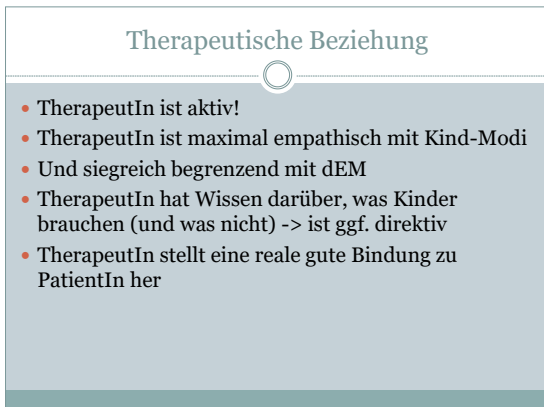 Therapeutische Beziehung
• TherapeutIn ist aktiv!
• TherapeutIn ist maximal empathisch mit Kind-Modi
• Und siegreich begrenzend mit dEM
• TherapeutIn hat Wissen darüber, was Kinder
brauchen (und was nicht) -> ist ggf. direktiv
• TherapeutIn stellt eine reale gute Bindung zu
PatientIn her